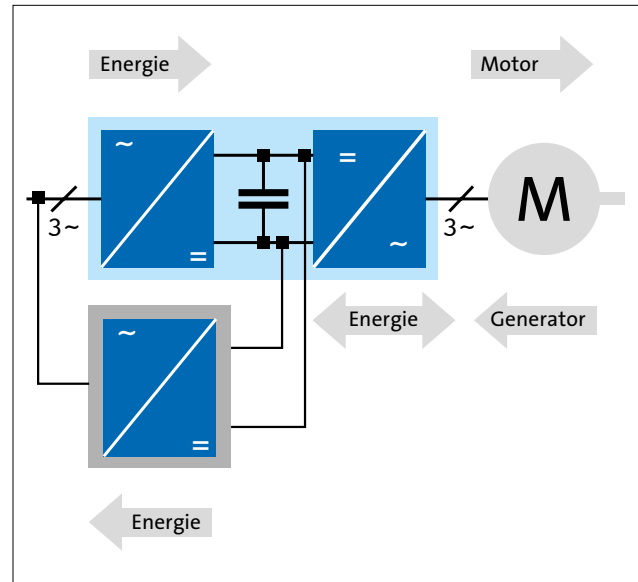 Energie
Motor
~
=
=
~
3~
3~
M
Energie
Generator
~
=
Energie